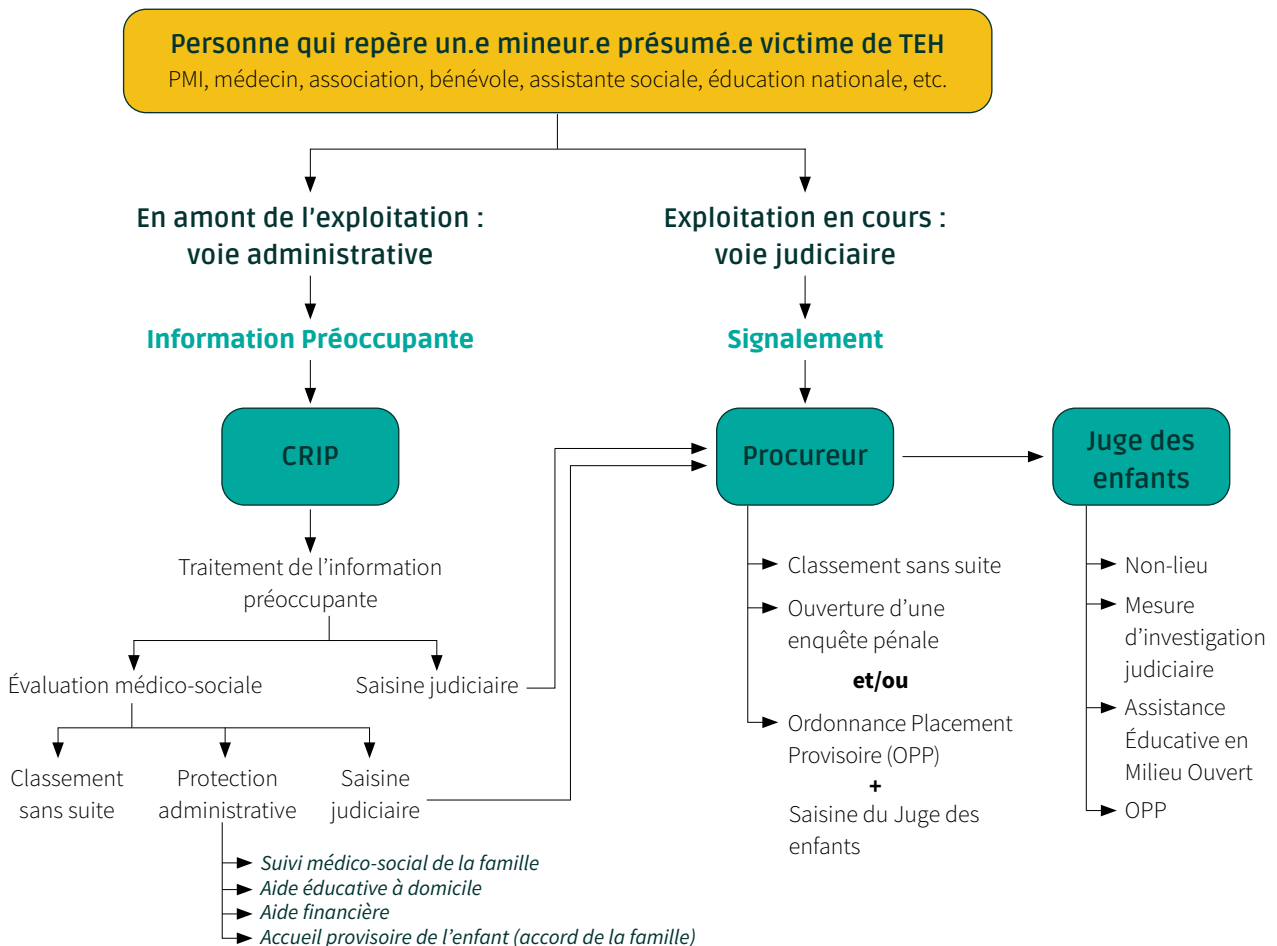 Personne qui repère un.e mineur.e présumé.e victime de TEH
PMI, médecin, association, bénévole, assistante sociale, éducation nationale, etc.
En amont de l'exploitation :
voie administrative
Exploitation en cours :
voie judiciaire
Information Préoccupante
Signalement
CRIP
Procureur
Juge des
enfants
Traitement de l'information
préoccupante
Évaluation médico-sociale
Saisine judiciaire
Classement
sans suite
Protection
administrative
Saisine
judiciaire
Suivi médico-social de la famille
Aide éducative à domicile
Aide financière
Accueil provisoire de l'enfant (accord de la famille)
Classement sans suite
Ouverture d'une
enquête pénale
et/ou
Ordonnance Placement
Provisoire (OPP)
+
Saisine du Juge des
enfants
Non-lieu
Mesure
d'investigation
judiciaire
Assistance
Éducative en
Milieu Ouvert
OPP